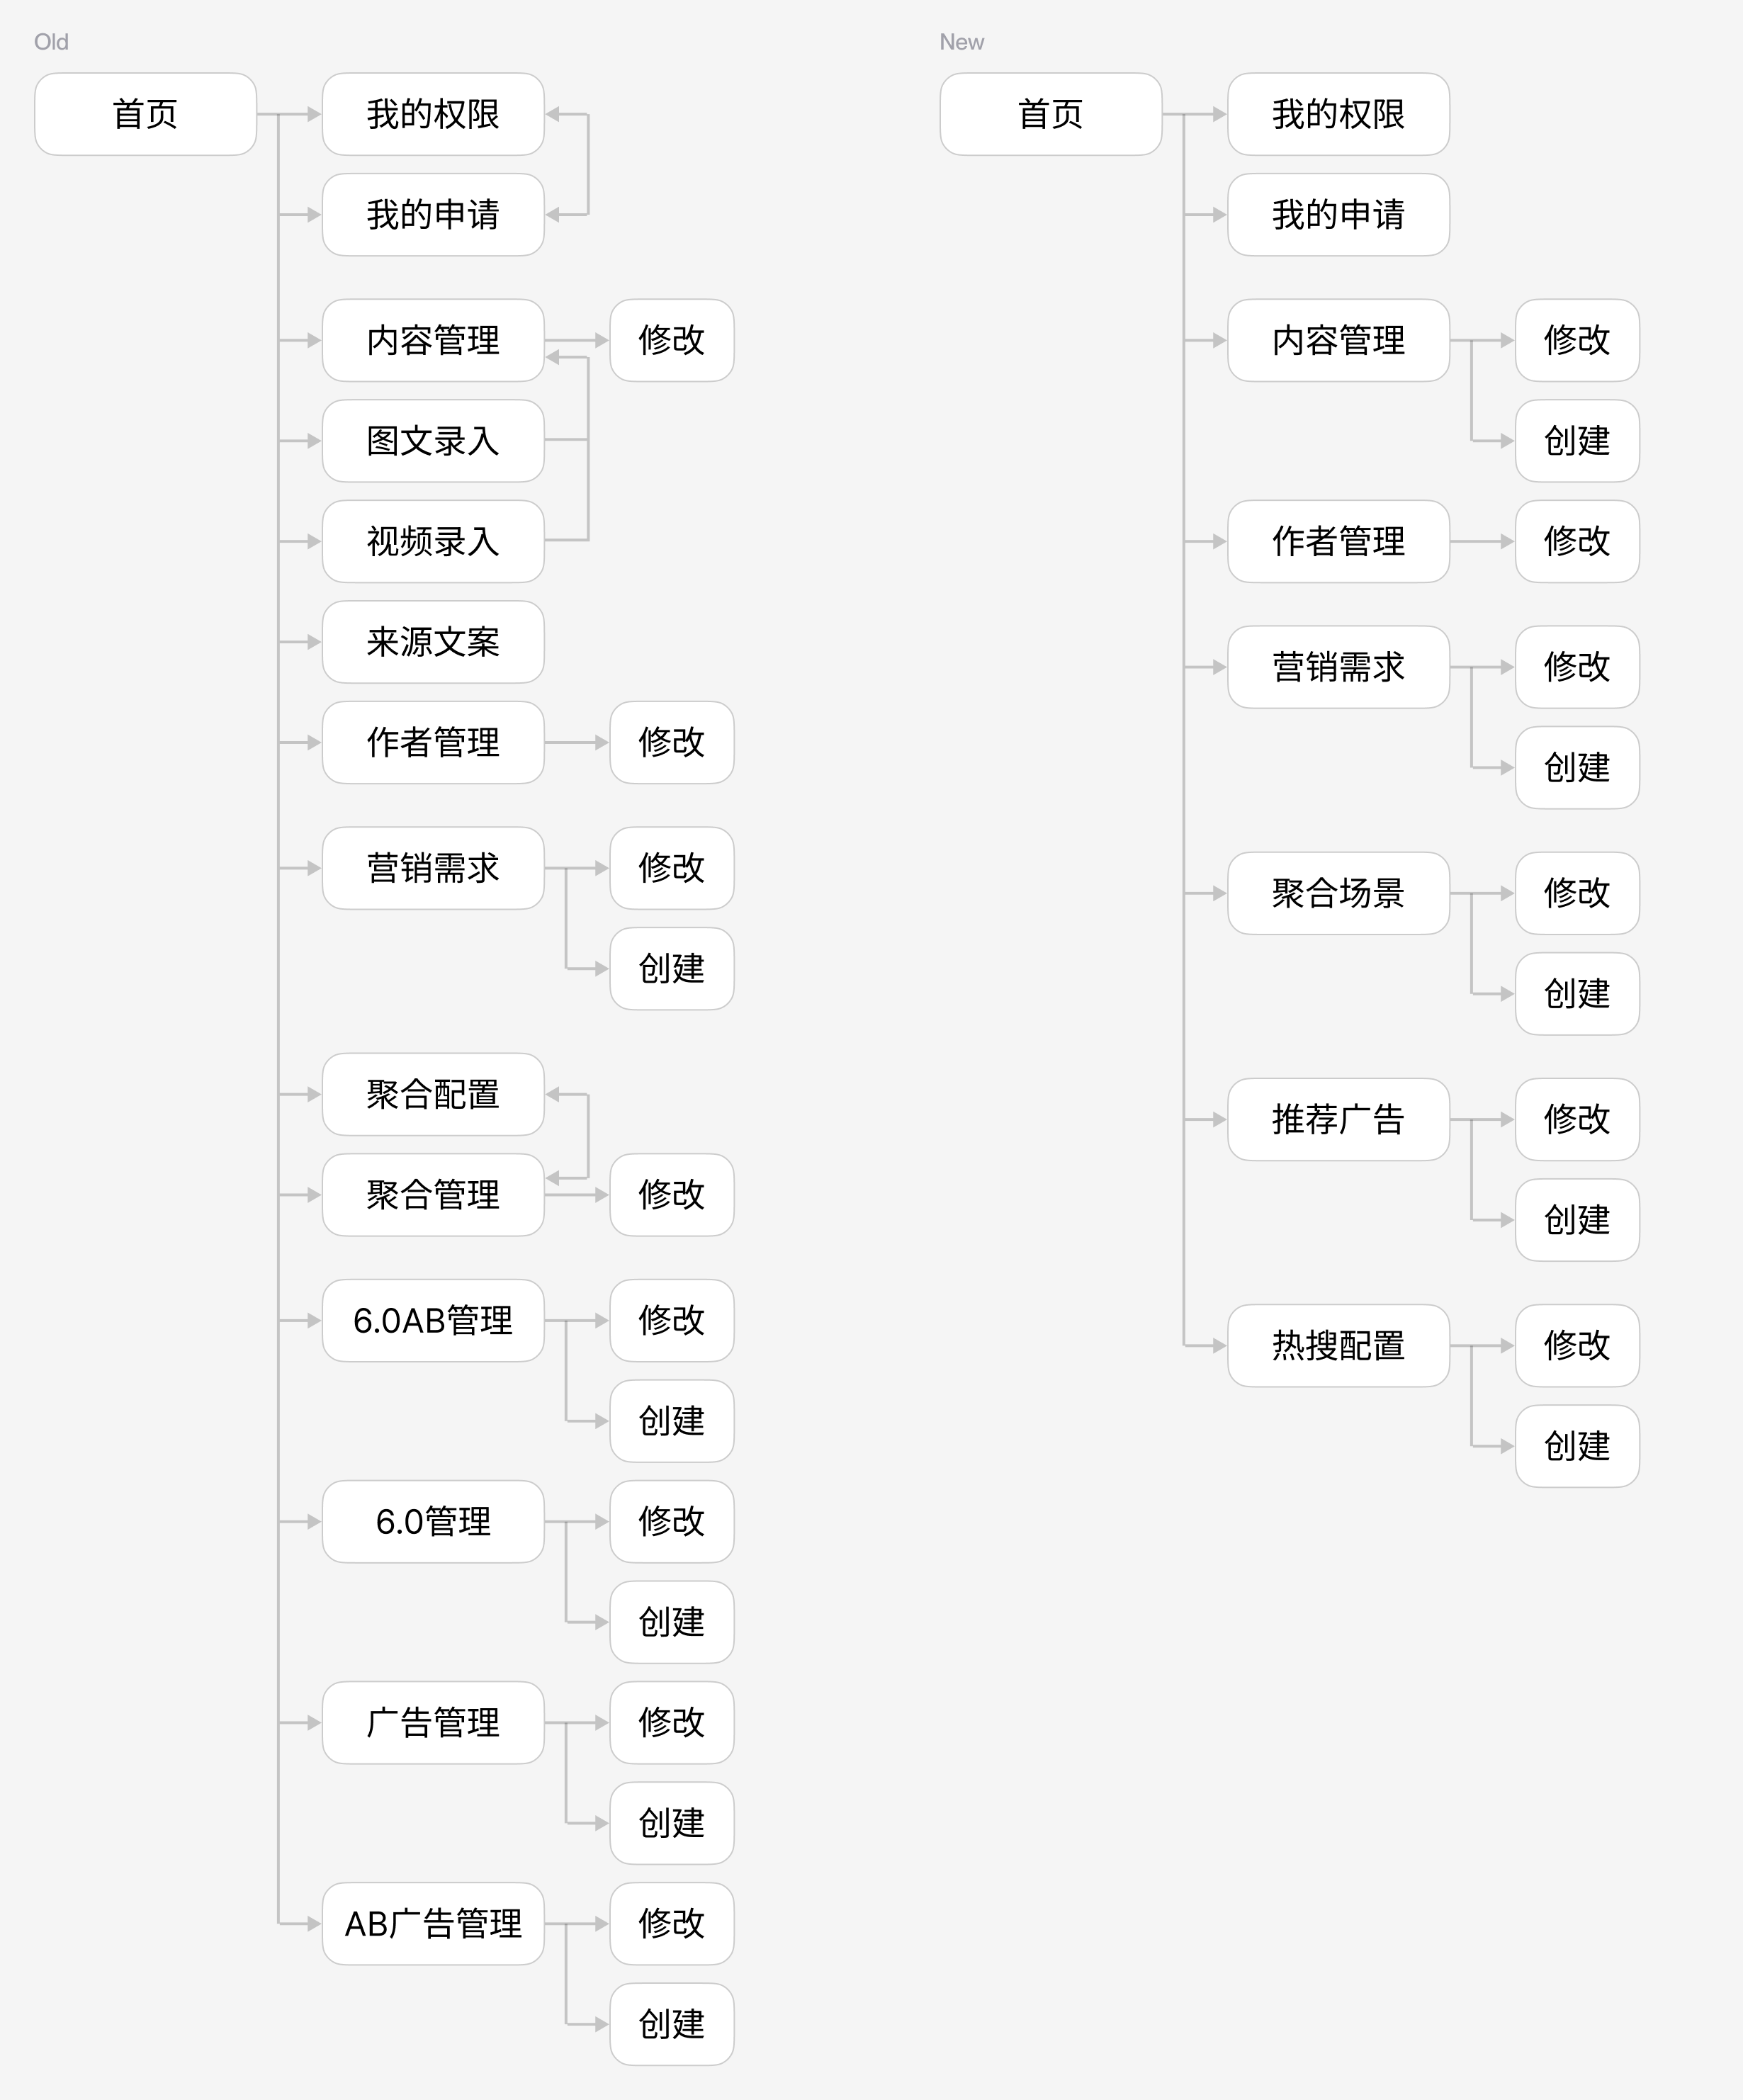 Old
首页
我的权限
我的申请
内容管理
修改
图文录入
视频录入
来源文案
作者管理
修改
营销需求
修改
创建
聚合配置
聚合管理
修改
6.0AB管理
修改
创建
6.0管理
修改
创建
广告管理
修改
创建
AB广告管理
修改
创建
New
首页
我的权限
我的申请
内容管理
修改
创建
作者管理
修改
营销需求
修改
创建
聚合场景
修改
创建
推荐广告
修改
创建
热搜配置
修改
创建